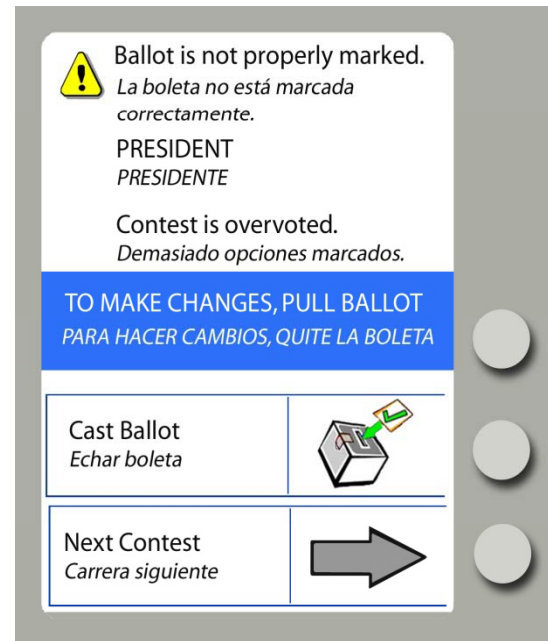 Ballot is not properly marked.
La boleta no está marcada
correctamente.
PRESIDENT
PRESIDENTE
Contest is overvoted.
Demasiado opciones marcados.
TO MAKE CHANGES, PULL BALLOT
PARA HACER CAMBIOS, QUITE LA BOLETA
Cast Ballot
Echar boleta
Next Contest
Carrera siguiente